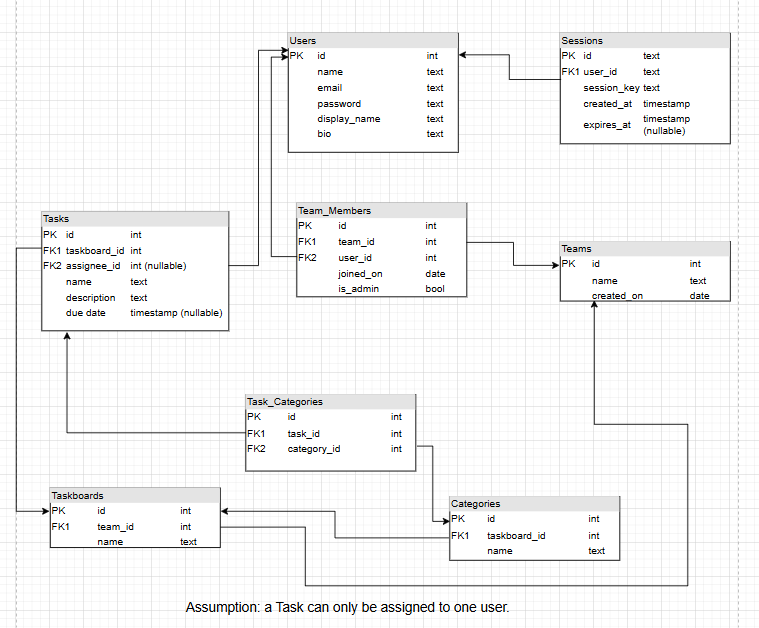 Users
PK id int
name text
email text
password text
display_name text
bio text
Sessions
PK id text
FK1 user_id text
session_key text
created_at timestamp
expires_at timestamp
(nullable)
Tasks
PK id int
FK1 taskboard_id int
FK2 assignee_id int (nullable)
name text
description text
due date timestamp (nullable)
Team_Members
PK id int
FK1 team_id int
FK2 user_id int
joined_on date
is_admin bool
Teams
PK id int
name text
created_on date
Task_Categories
PK id int
FK1 task_id int
FK2 category_id int
Taskboards
PK id int
FK1 team_id int
name text
Categories
PK id int
FK1 taskboard_id int
name text
Assumption: a Task can only be assigned to one user.